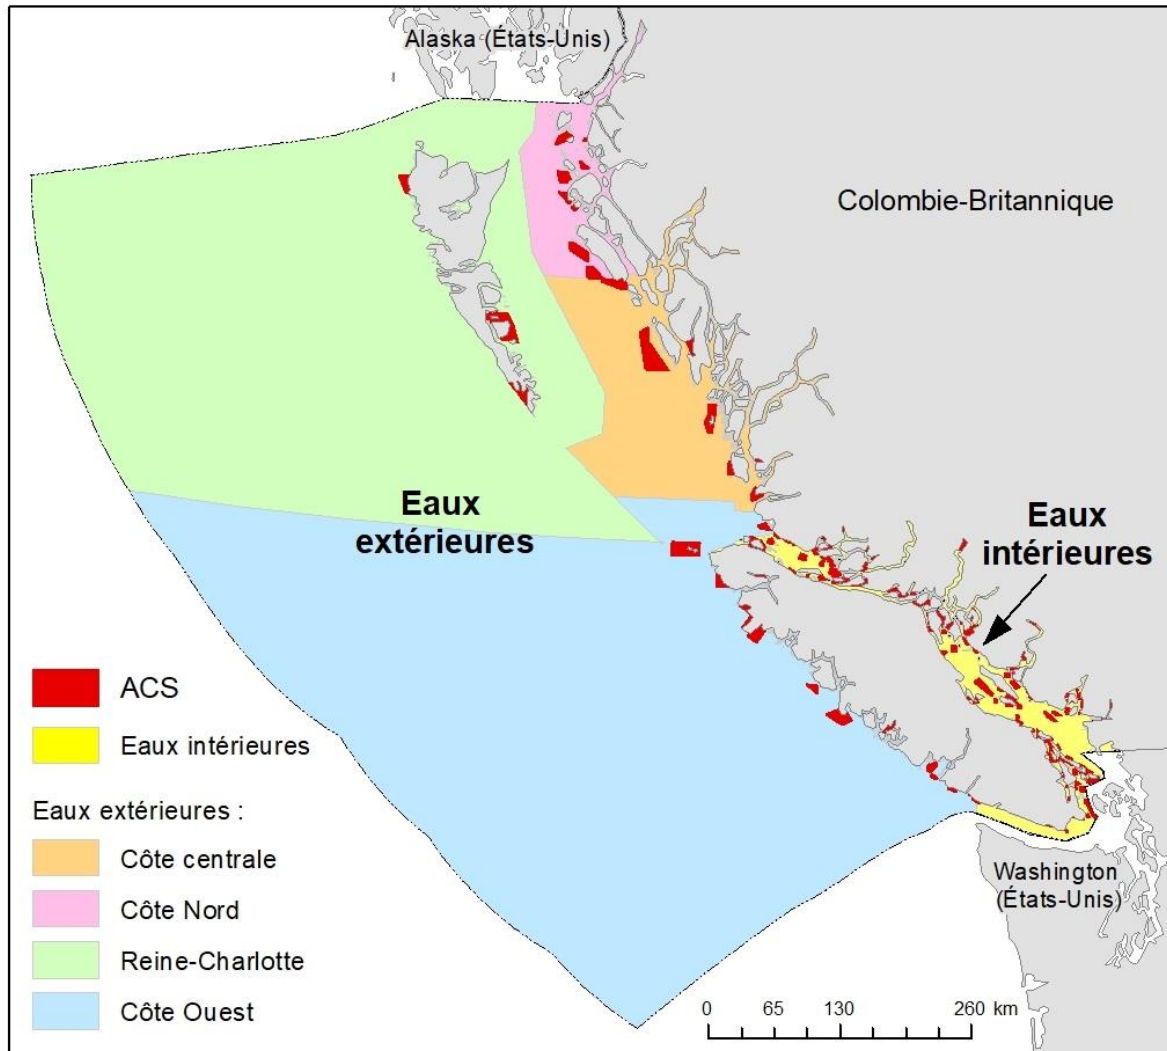 Alaska (États-Unis)
Colombie-Britannique
Eaux
extérieures
Eaux
intérieures
ACS
Eaux intérieures
Eaux extérieures :
Côte centrale
Côte Nord
Reine-Charlotte
Côte Ouest
Washington
(États-Unis)
0 65 130 260 km